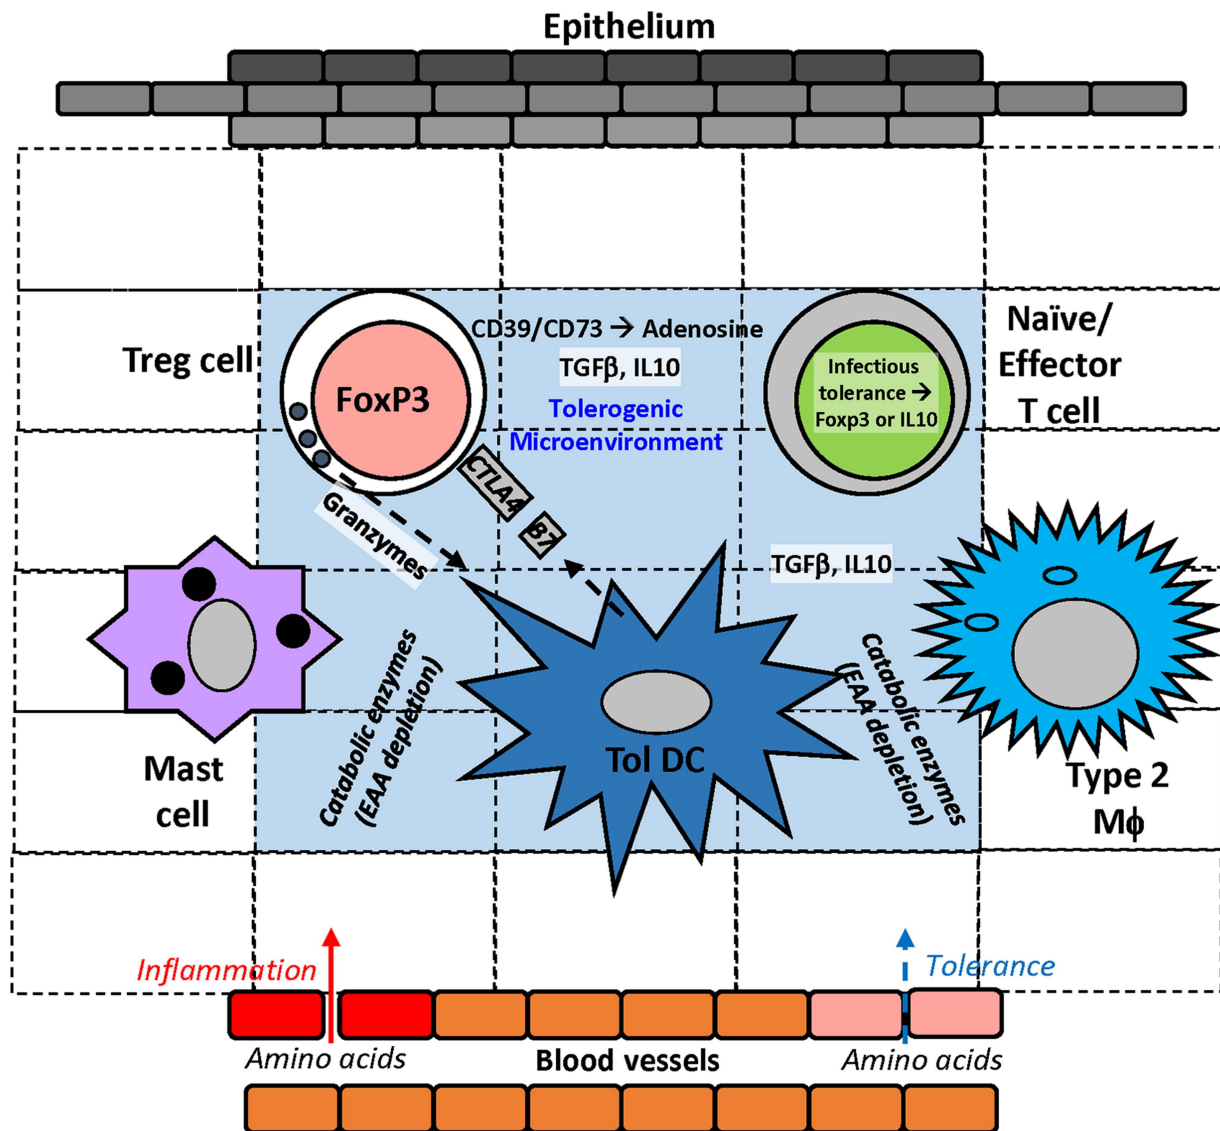 Epithelium
Treg cell
FoxP3
CD39/CD73 → Adenosine
TGFβ, IL10
Tolerogenic
Microenvironment
Infectious
tolerance →
Foxp3 or IL10
Naïve/
Effector
T cell
CTLA4
B7
Granzymes
TGFβ, IL10
Catabolic enzymes
(EAA depletion)
Tol DC
Catabolic enzymes
(EAA depletion)
Mast
cell
Type 2
Mϕ
Inflammation
Tolerance
Amino acids
Blood vessels
Amino acids